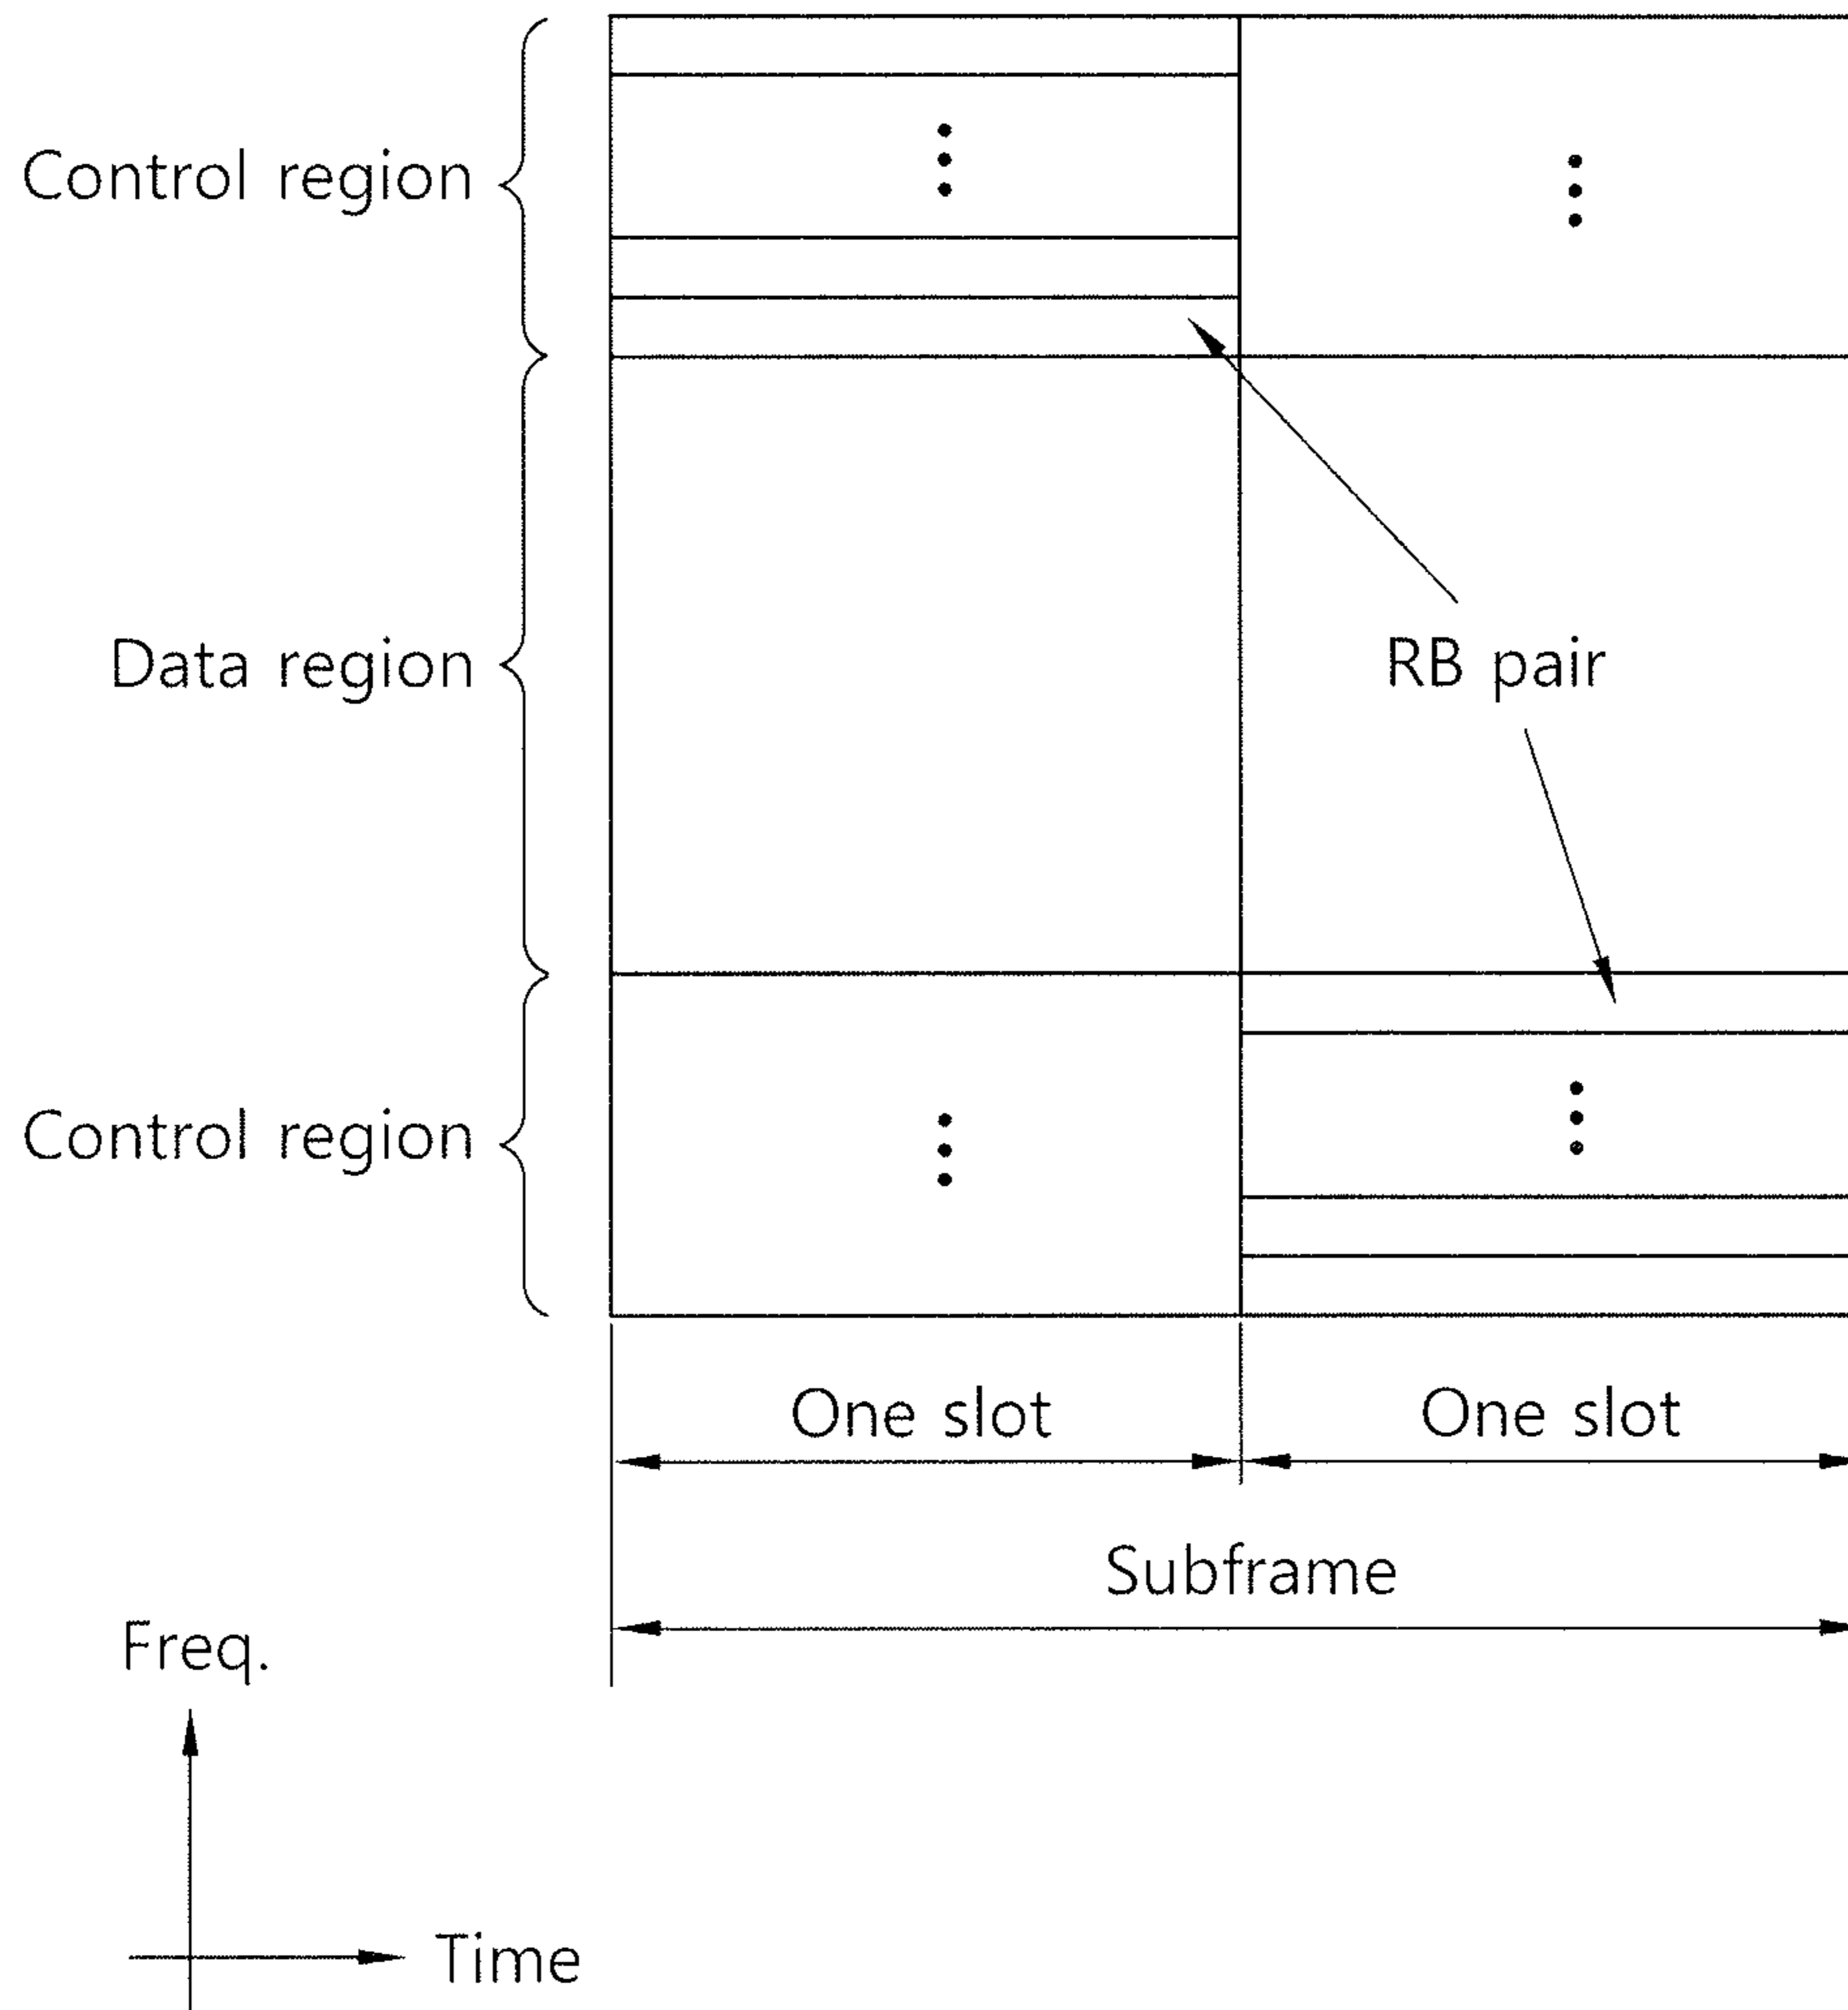 Control region
Data region
RB pair
Control region
One slot
One slot
Subframe
Freq.
Time